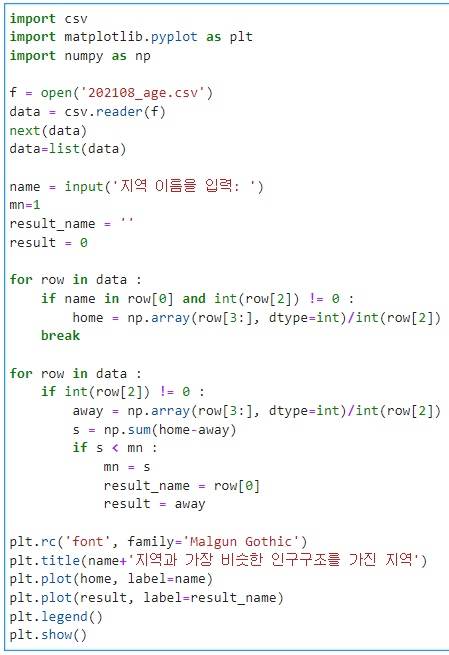 import csv
import matplotlib.pyplot as plt
import numpy as np

f = open('202108_age.csv')
data = csv.reader(f)
next(data)
data=list(data)

name = input('지역 이름을 입력: ')
mn=1
result_name = ''
result = 0

for row in data :
    if name in row[0] and int(row[2]) != 0 :
        home = np.array(row[3:], dtype=int)/int(row[2])
    break

for row in data :
    if int(row[2]) != 0 :
        away = np.array(row[3:], dtype=int)/int(row[2])
        s = np.sum(home-away)
        if s < mn :
            mn = s
            result_name = row[0]
            result = away

plt.rc('font', family='Malgun Gothic')
plt.title(name+'지역과 가장 비슷한 인구구조를 가진 지역')
plt.plot(home, label=name)
plt.plot(result, label=result_name)
plt.legend()
plt.show()